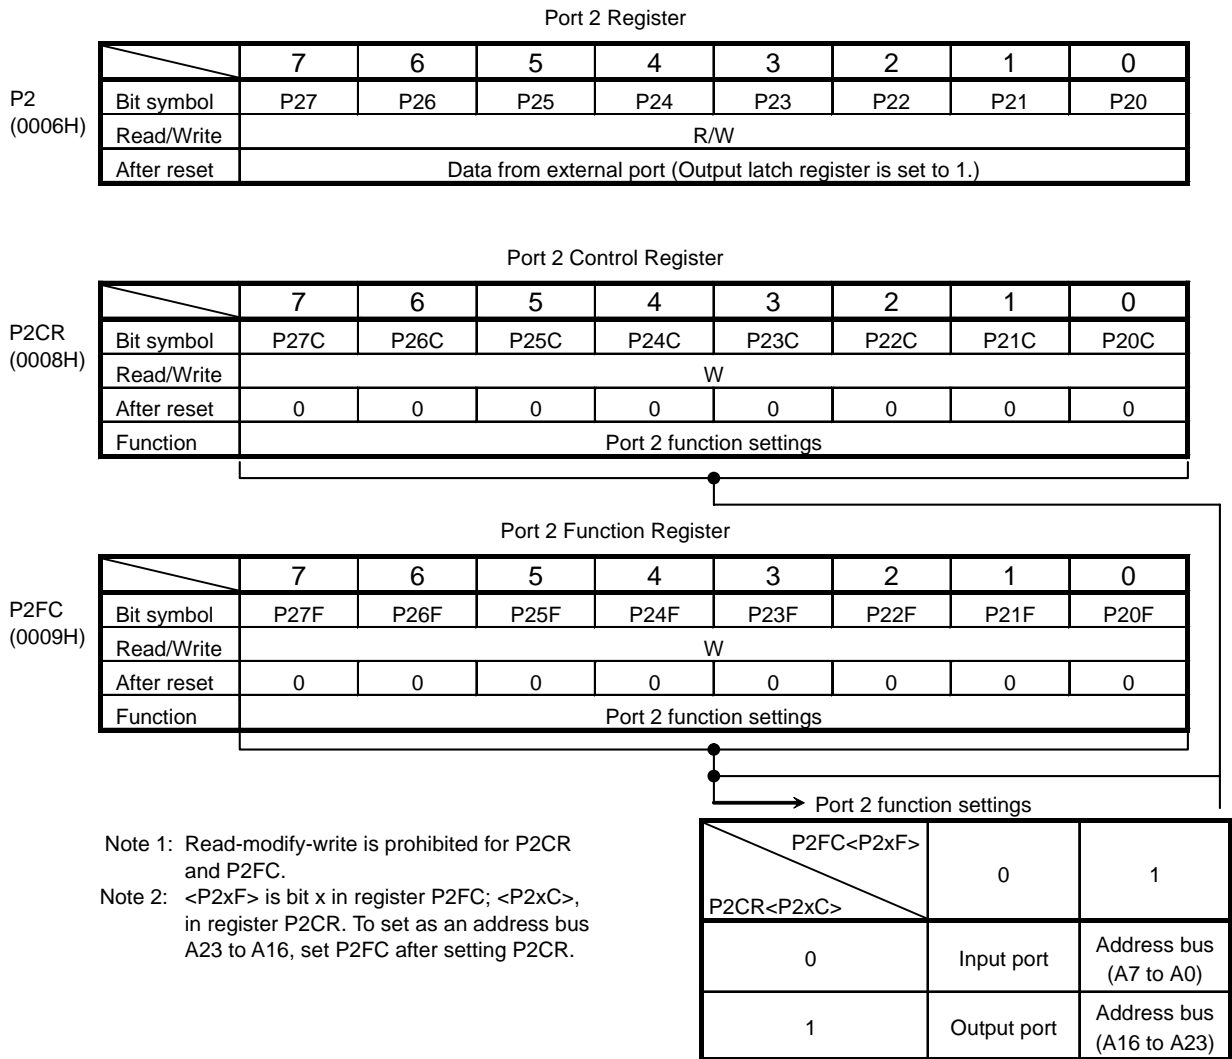 Port 2 Register
7 6 5 4 3 2 1 0
P2
(0006H)
Bit symbol P27 P26 P25 P24 P23 P22 P21 P20
Read/Write R/W
After reset Data from external port (Output latch register is set to 1.)
Port 2 Control Register
7 6 5 4 3 2 1 0
P2CR
(0008H)
Bit symbol P27C P26C P25C P24C P23C P22C P21C P20C
Read/Write W
After reset 0 0 0 0 0 0 0 0
Function Port 2 function settings
Port 2 Function Register
7 6 5 4 3 2 1 0
P2FC
(0009H)
Bit symbol P27F P26F P25F P24F P23F P22F P21F P20F
Read/Write W
After reset 0 0 0 0 0 0 0 0
Function Port 2 function settings
Note 1: Read-modify-write is prohibited for P2CR
and P2FC.
Note 2: <P2xF> is bit x in register P2FC; <P2xC>,
in register P2CR. To set as an address bus
A23 to A16, set P2FC after setting P2CR.
Port 2 function settings
P2FC<P2xF> 0 1
P2CR<P2xC>
0 Input port Address bus
(A7 to A0)
1 Output port Address bus
(A16 to A23)